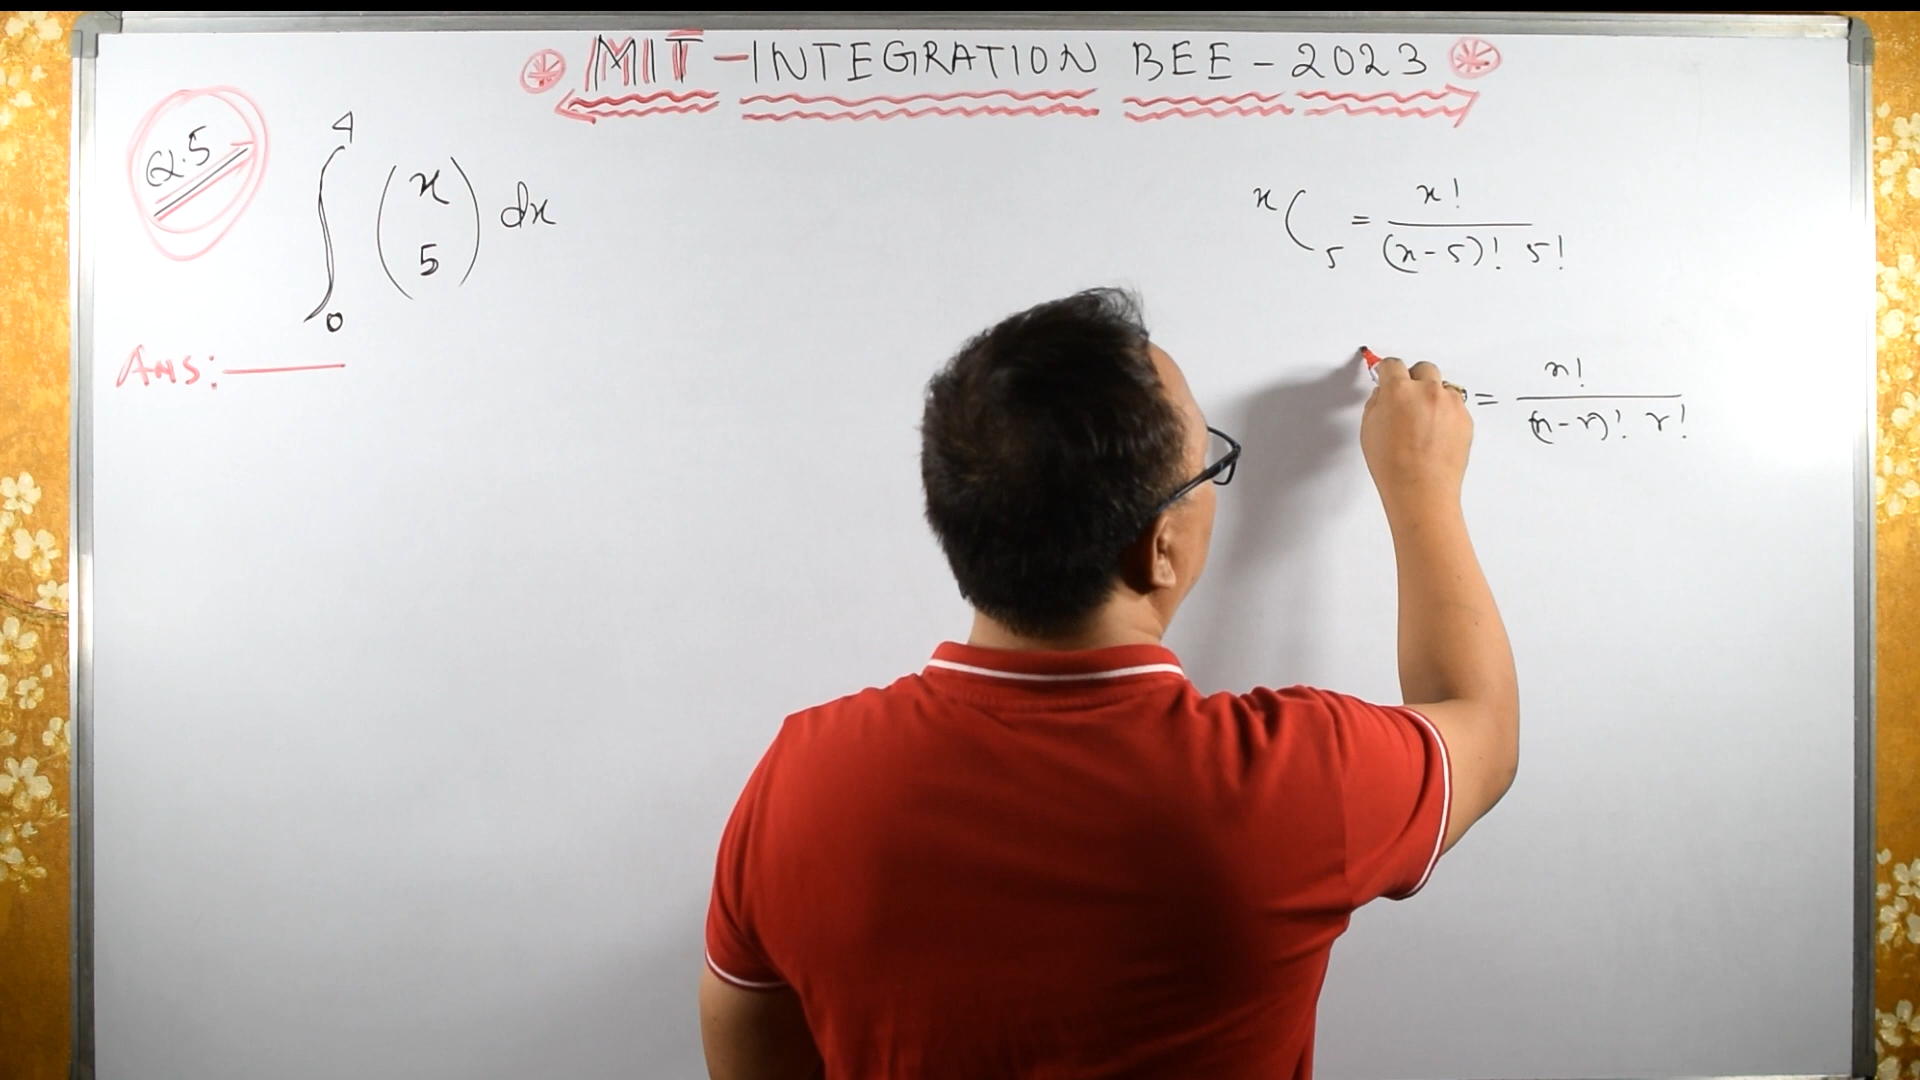 MIT - INTEGRATION BEE - 2023
Q.5
∫₀⁴ (x 5) dx
Ans:
ˣC₅ = x! / (x-5)! 5!
= n! / (n-r)! r!